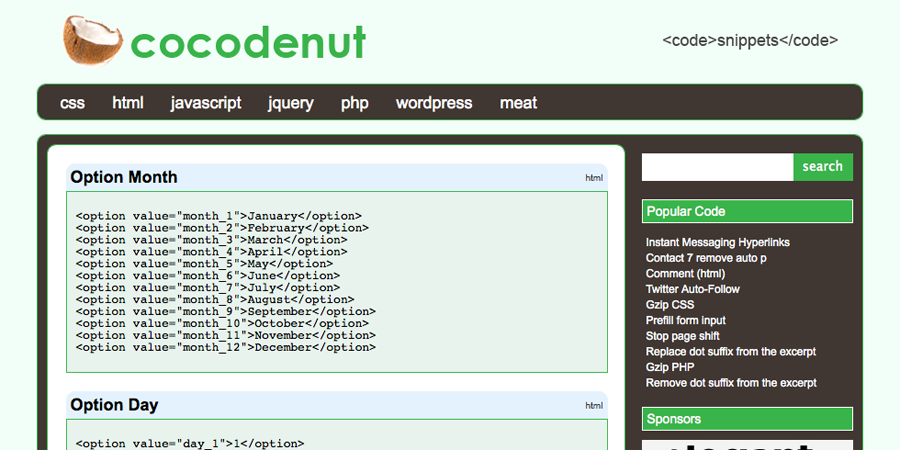 cocodenut
<code>snippets</code>
css html javascript jquery php wordpress meat
Option Month
html
<option value="month_1">January</option>
<option value="month_2">February</option>
<option value="month_3">March</option>
<option value="month_4">April</option>
<option value="month_5">May</option>
<option value="month_6">June</option>
<option value="month_7">July</option>
<option value="month_8">August</option>
<option value="month_9">September</option>
<option value="month_10">October</option>
<option value="month_11">November</option>
<option value="month_12">December</option>
Option Day
html
<option value="day_1">1</option>
search
Popular Code
Instant Messaging Hyperlinks
Contact 7 remove auto p
Comment (html)
Twitter Auto-Follow
Gzip CSS
Prefill form input
Stop page shift
Replace dot suffix from the excerpt
Gzip PHP
Remove dot suffix from the excerpt
Sponsors